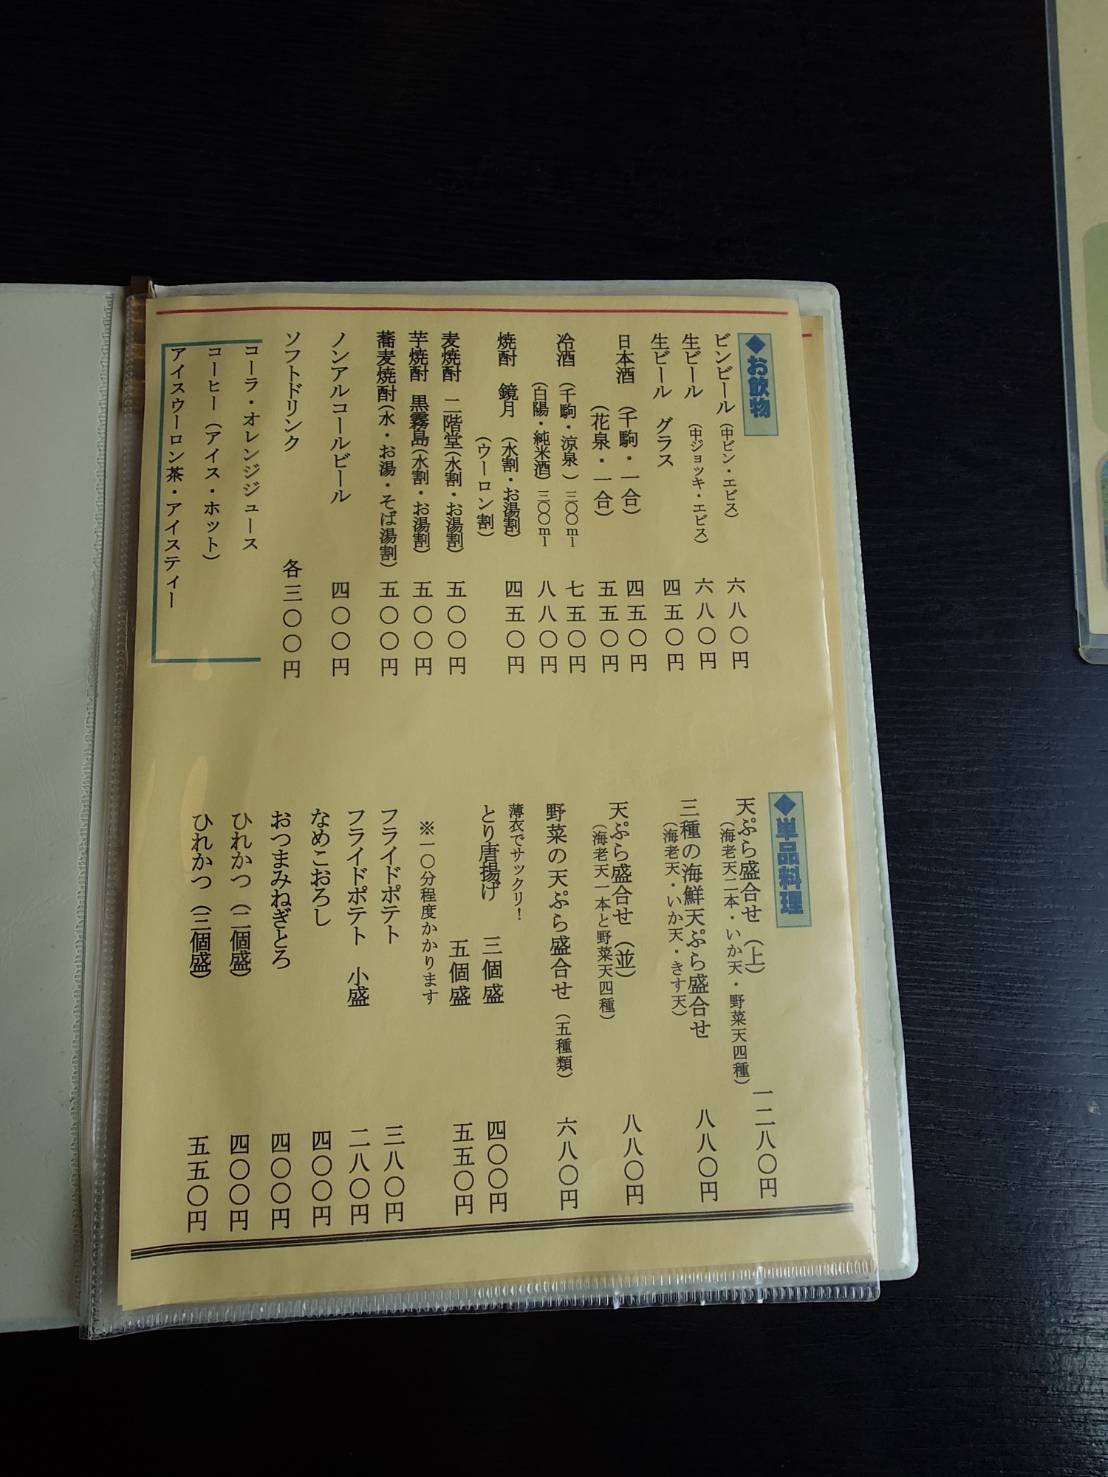 ◆お飲物
ビンビール（中ビン・エビス） 六八〇円
生ビール（中ジョッキ・エビス） 六八〇円
生ビール グラス 四五〇円
日本酒（千駒・一合） 四五〇円
（花泉・一合） 五五〇円
冷酒（千駒・涼泉）三〇〇ml 七五〇円
（白陽・純米酒）三〇〇ml 八八〇円
焼酎 鏡月（水割・お湯割） 四五〇円
（ウーロン割）
麦焼酎 二階堂（水割・お湯割） 五〇〇円
芋焼酎 黒霧島（水割・お湯割） 五〇〇円
蕎麦焼酎（水・お湯・そば湯割） 五〇〇円
ノンアルコールビール 四〇〇円
ソフトドリンク 各三〇〇円
コーラ・オレンジジュース
コーヒー（アイス・ホット）
アイスウーロン茶・アイスティー
◆単品料理
天ぷら盛合せ（上） 一二八〇円
（海老天二本・いか天・野菜天四種）
三種の海鮮天ぷら盛合せ 八八〇円
（海老天・いか天・きす天）
天ぷら盛合せ（並） 八八〇円
（海老天一本と野菜天四種）
野菜の天ぷら盛合せ（五種類） 六八〇円
薄衣でサックリ！
とり唐揚げ 三個盛 四〇〇円
五個盛 五五〇円
※一〇分程度かかります
フライドポテト 三八〇円
フライドポテト 小盛 二八〇円
なめこおろし 四〇〇円
おつまみねぎとろ 四〇〇円
ひれかつ（二個盛） 四〇〇円
ひれかつ（三個盛） 五五〇円